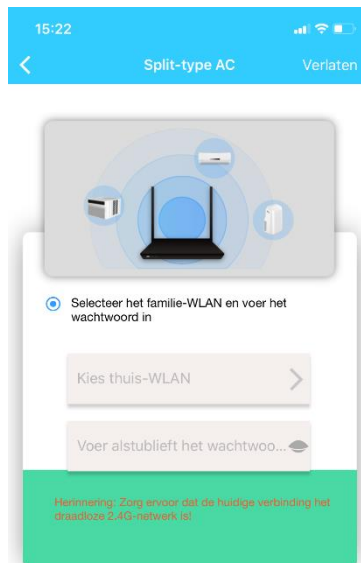 15:22
Split-type AC
Verlaten
Selecteer het familie-WLAN en voer het
wachtwoord in
Kies thuis-WLAN
Voer alstublieft het wachtwoo...
Herinnering: Zorg ervoor dat de huidige verbinding het
draadloze 2.4G-netwerk is!